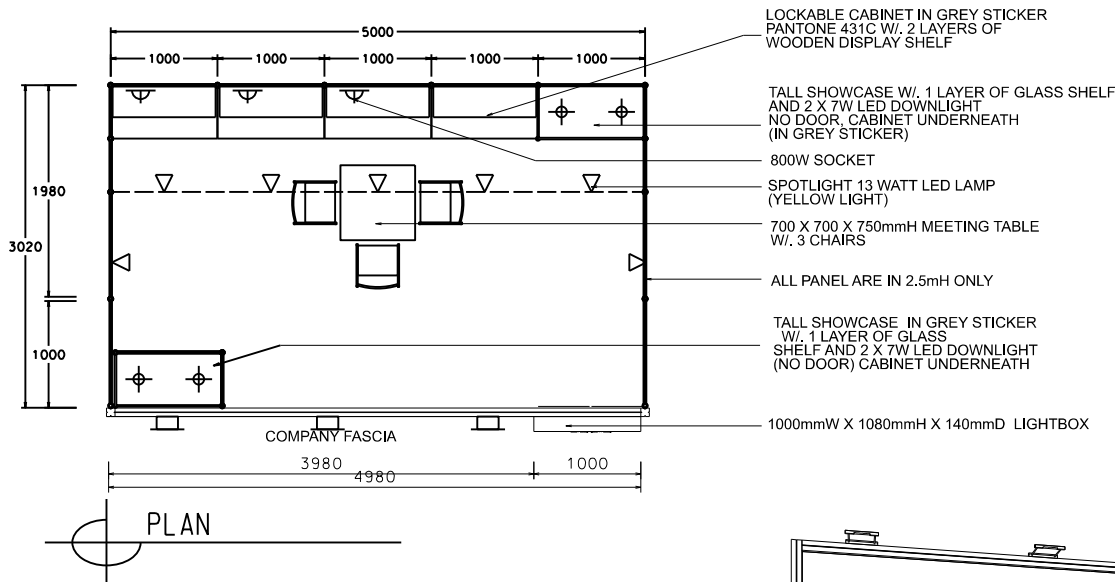 LOCKABLE CABINET IN GREY STICKER
PANTONE 431C W/. 2 LAYERS OF
WOODEN DISPLAY SHELF
5000
1000 1000 1000 1000 1000
TALL SHOWCASE W/. 1 LAYER OF GLASS SHELF
AND 2 X 7W LED DOWNLIGHT
NO DOOR, CABINET UNDERNEATH
(IN GREY STICKER)
800W SOCKET
1980
SPOTLIGHT 13 WATT LED LAMP
(YELLOW LIGHT)
3020
700 X 700 X 750mmH MEETING TABLE
W/. 3 CHAIRS
ALL PANEL ARE IN 2.5mH ONLY
1000
TALL SHOWCASE IN GREY STICKER
W/. 1 LAYER OF GLASS
SHELF AND 2 X 7W LED DOWNLIGHT
(NO DOOR) CABINET UNDERNEATH
1000mmW X 1080mmH X 140mmD LIGHTBOX
COMPANY FASCIA
3980 1000
4980
PLAN